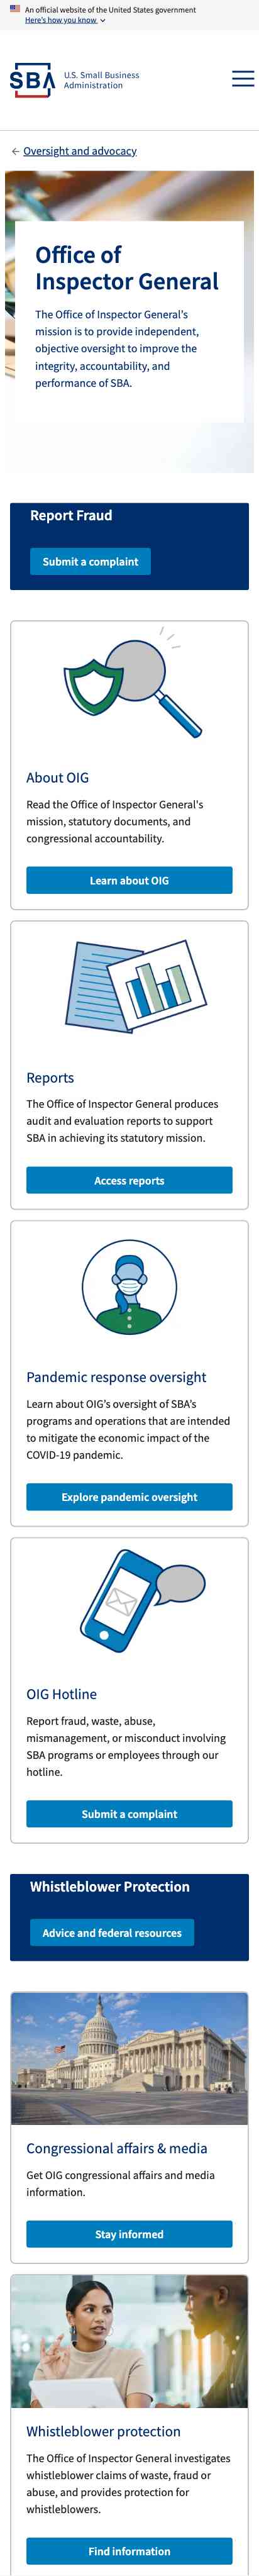 An official website of the United States government
Here's how you know
SBA
U.S. Small Business
Administration
Oversight and advocacy
Office of
Inspector General
The Office of Inspector General's
mission is to provide independent,
objective oversight to improve the
integrity, accountability, and
performance of SBA.
Report Fraud
Submit a complaint
About OIG
Read the Office of Inspector General's
mission, statutory documents, and
congressional accountability.
Learn about OIG
Reports
The Office of Inspector General produces
audit and evaluation reports to support
SBA in achieving its statutory mission.
Access reports
Pandemic response oversight
Learn about OIG's oversight of SBA's
programs and operations that are intended
to mitigate the economic impact of the
COVID-19 pandemic.
Explore pandemic oversight
OIG Hotline
Report fraud, waste, abuse,
mismanagement, or misconduct involving
SBA programs or employees through our
hotline.
Submit a complaint
Whistleblower Protection
Advice and federal resources
Congressional affairs & media
Get OIG congressional affairs and media
information.
Stay informed
Whistleblower protection
The Office of Inspector General investigates
whistleblower claims of waste, fraud or
abuse, and provides protection for
whistleblowers.
Find information